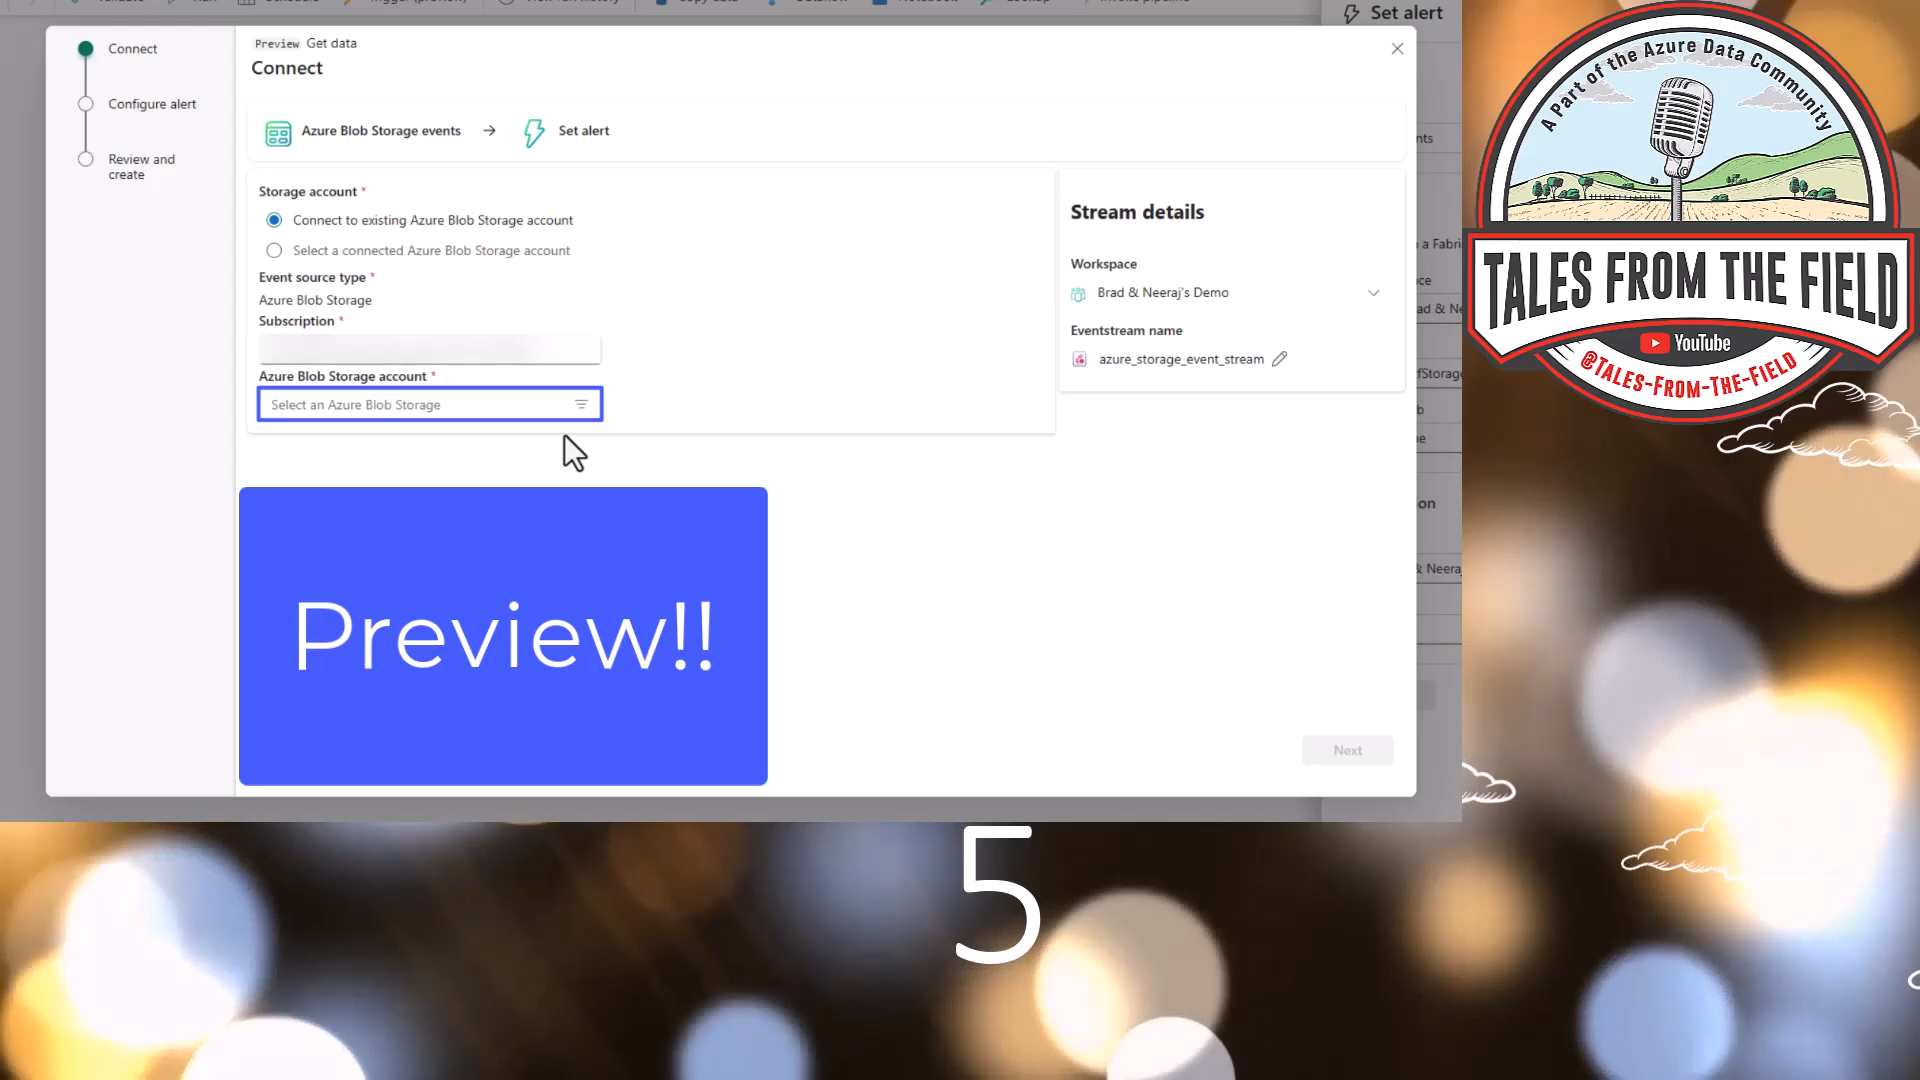 Set alert
Connect
Configure alert
Review and
create
Preview Get data
Connect
Azure Blob Storage events → Set alert
Storage account *
Connect to existing Azure Blob Storage account
Select a connected Azure Blob Storage account
Event source type *
Azure Blob Storage
Subscription *
Azure Blob Storage account *
Select an Azure Blob Storage
Stream details
Workspace
Brad & Neeraj's Demo
Eventstream name
azure_storage_event_stream
Next
Preview!!
5
A Part of the Azure Data Community
TALES FROM THE FIELD
YouTube
@TALES-FROM-THE-FIELD